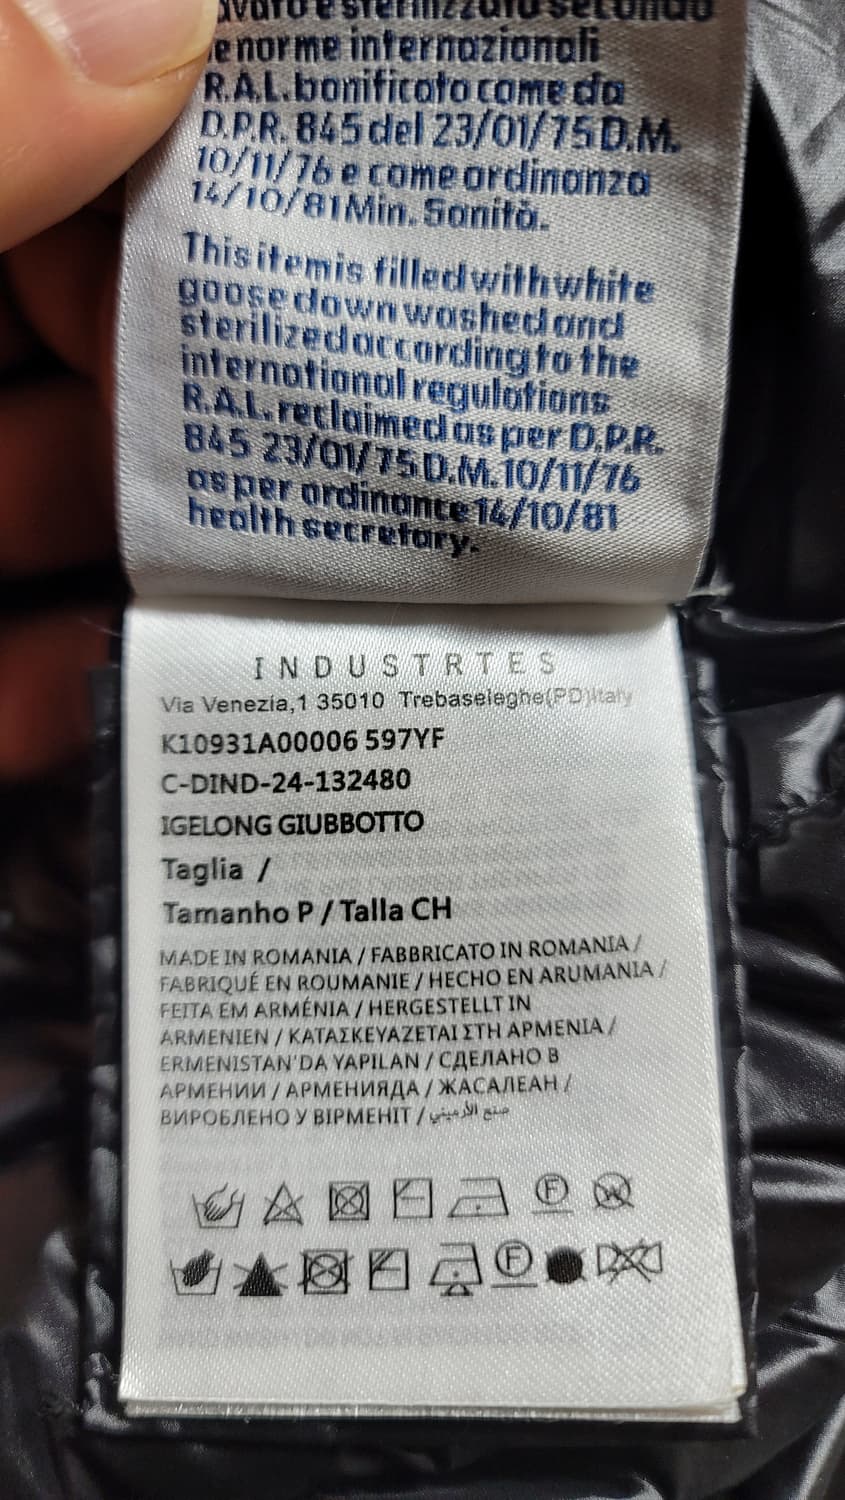 lavato e sterilizzato secondo
le norme internazionali
R.A.L. bonificato come da
D.P.R. 845 del 23/01/75 D.M.
10/11/76 e come ordinanza
14/10/81 Min. Sanità.
This item is filled with white
goose down washed and
sterilized according to the
international regulations
R.A.L. reclaimed as per D.P.R.
845 23/01/75 D.M. 10/11/76
as per ordinance 14/10/81
health secretary.
INDUSTRTES
Via Venezia,1 35010 Trebaseleghe(PD)Italy
K10931A00006 597YF
C-DIND-24-132480
IGELONG GIUBBOTTO
Taglia /
Tamanho P / Talla CH
MADE IN ROMANIA / FABBRICATO IN ROMANIA /
FABRIQUÉ EN ROUMANIE / HECHO EN ARUMANIA /
FEITA EM ARMÉNIA / HERGESTELLT IN
ARMENIEN / ΚΑΤΑΣΚΕΥΑΖΕΤΑΙ ΣΤΗ ΑΡΜΕΝΙΑ /
ERMENISTAN'DA YAPILAN / СДЕЛАНО В
АРМЕНИИ / АРМЕНИЯДА / ЖАСАЛЕАН /
ВИРОБЛЕНО У ВІРМЕНІТ / صنع الأرميني
F W
F